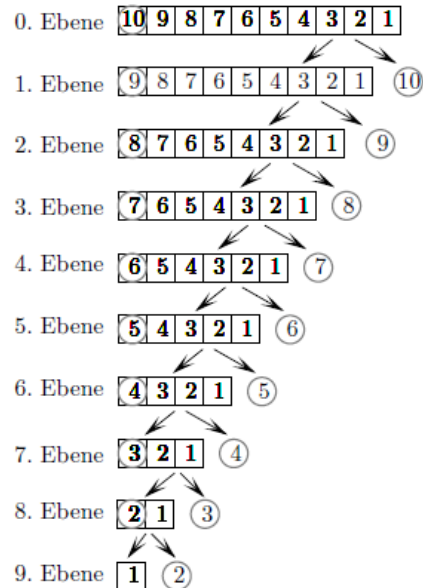 0. Ebene 10 9 8 7 6 5 4 3 2 1
1. Ebene 9 8 7 6 5 4 3 2 1 10
2. Ebene 8 7 6 5 4 3 2 1 9
3. Ebene 7 6 5 4 3 2 1 8
4. Ebene 6 5 4 3 2 1 7
5. Ebene 5 4 3 2 1 6
6. Ebene 4 3 2 1 5
7. Ebene 3 2 1 4
8. Ebene 2 1 3
9. Ebene 1 2